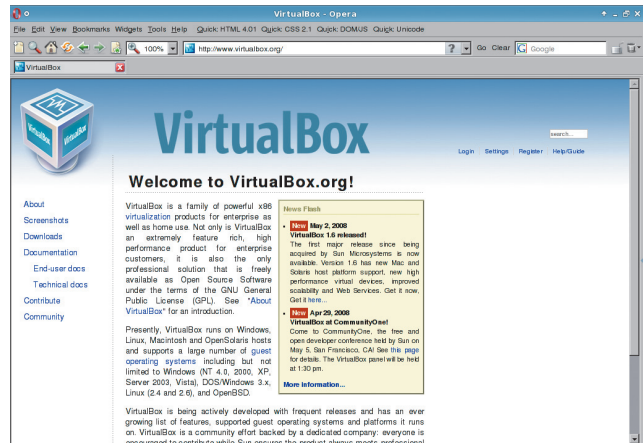 VirtualBox - Opera
File Edit View Bookmarks Widgets Tools Help Quick: HTML 4.01 Quick: CSS 2.1 Quick: DOMUS Quick: Unicode
100% http://www.virtualbox.org/ ? Go Clear G Google
VirtualBox
VirtualBox
search...
Login Settings Register Help/Guide
Welcome to VirtualBox.org!
About
Screenshots
Downloads
Documentation
End-user docs
Technical docs
Contribute
Community
VirtualBox is a family of powerful x86
virtualization products for enterprise as
well as home use. Not only is VirtualBox
an extremely feature rich, high
performance product for enterprise
customers, it is also the only
professional solution that is freely
available as Open Source Software
under the terms of the GNU General
Public License (GPL). See "About
VirtualBox" for an introduction.
Presently, VirtualBox runs on Windows,
Linux, Macintosh and OpenSolaris hosts
and supports a large number of guest
operating systems including but not
limited to Windows (NT 4.0, 2000, XP,
Server 2003, Vista), DOS/Windows 3.x,
Linux (2.4 and 2.6), and OpenBSD.
News Flash
New May 2, 2008
VirtualBox 1.6 released!
The first major release since being
acquired by Sun Microsystems is now
available. Version 1.6 has new Mac and
Solaris host platform support, new high
performance virtual devices, improved
scalability and Web Services. Get it now,
Get it here...
New Apr 29, 2008
VirtualBox at CommunityOne!
Come to CommunityOne, the free and
open developer conference held by Sun on
May 5, San Francisco, CA! See this page
for details. The VirtualBox panel will be held
at 1:30 pm.
More information...
VirtualBox is being actively developed with frequent releases and has an ever
growing list of features, supported guest operating systems and platforms it runs
on. VirtualBox is a community effort backed by a dedicated company: everyone is
encouraged to contribute while Sun ensures the product always meets professional